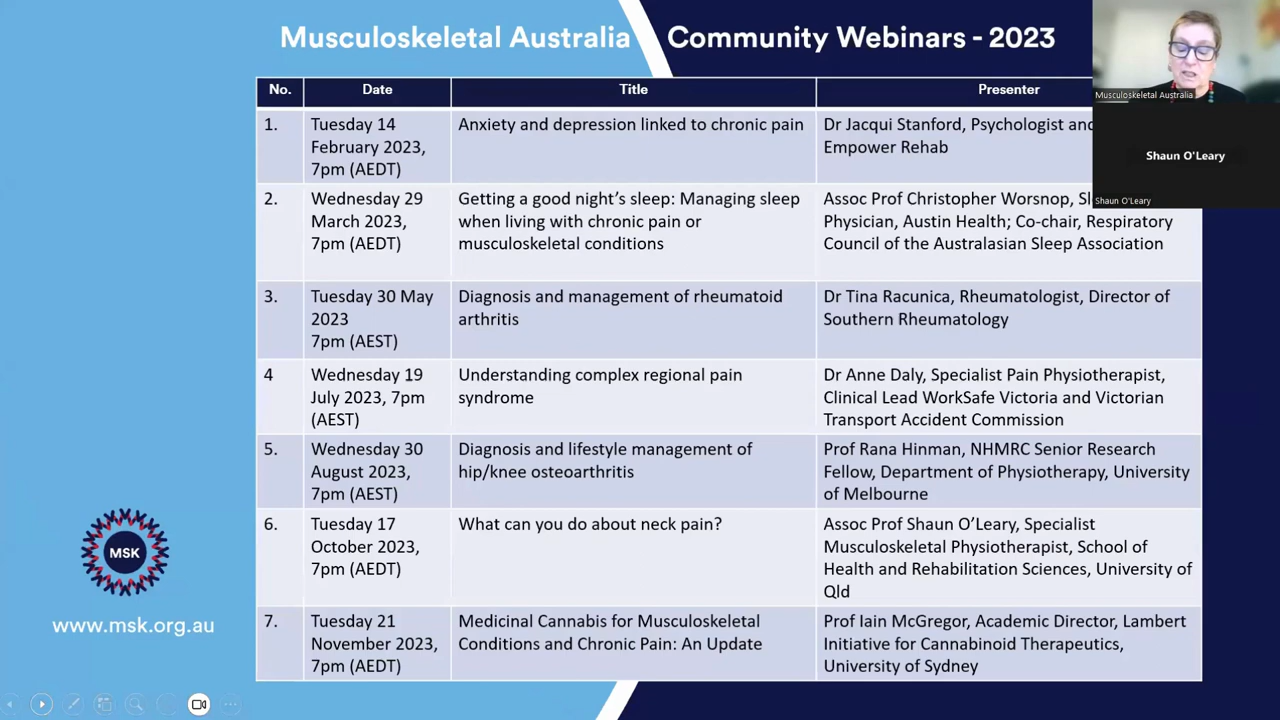 Musculoskeletal Australia Community Webinars - 2023
No. Date Title Presenter
1. Tuesday 14 February 2023, 7pm (AEDT) Anxiety and depression linked to chronic pain Dr Jacqui Stanford, Psychologist and Empower Rehab
2. Wednesday 29 March 2023, 7pm (AEDT) Getting a good night's sleep: Managing sleep when living with chronic pain or musculoskeletal conditions Assoc Prof Christopher Worsnop, Physician, Austin Health; Co-chair, Respiratory Council of the Australasian Sleep Association
3. Tuesday 30 May 2023 7pm (AEST) Diagnosis and management of rheumatoid arthritis Dr Tina Racunica, Rheumatologist, Director of Southern Rheumatology
4 Wednesday 19 July 2023, 7pm (AEST) Understanding complex regional pain syndrome Dr Anne Daly, Specialist Pain Physiotherapist, Clinical Lead WorkSafe Victoria and Victorian Transport Accident Commission
5. Wednesday 30 August 2023, 7pm (AEST) Diagnosis and lifestyle management of hip/knee osteoarthritis Prof Rana Hinman, NHMRC Senior Research Fellow, Department of Physiotherapy, University of Melbourne
6. Tuesday 17 October 2023, 7pm (AEDT) What can you do about neck pain? Assoc Prof Shaun O'Leary, Specialist Musculoskeletal Physiotherapist, School of Health and Rehabilitation Sciences, University of Qld
7. Tuesday 21 November 2023, 7pm (AEDT) Medicinal Cannabis for Musculoskeletal Conditions and Chronic Pain: An Update Prof Iain McGregor, Academic Director, Lambert Initiative for Cannabinoid Therapeutics, University of Sydney
MSK
www.msk.org.au
Musculoskeletal Australia
Shaun O'Leary
Shaun O'Leary